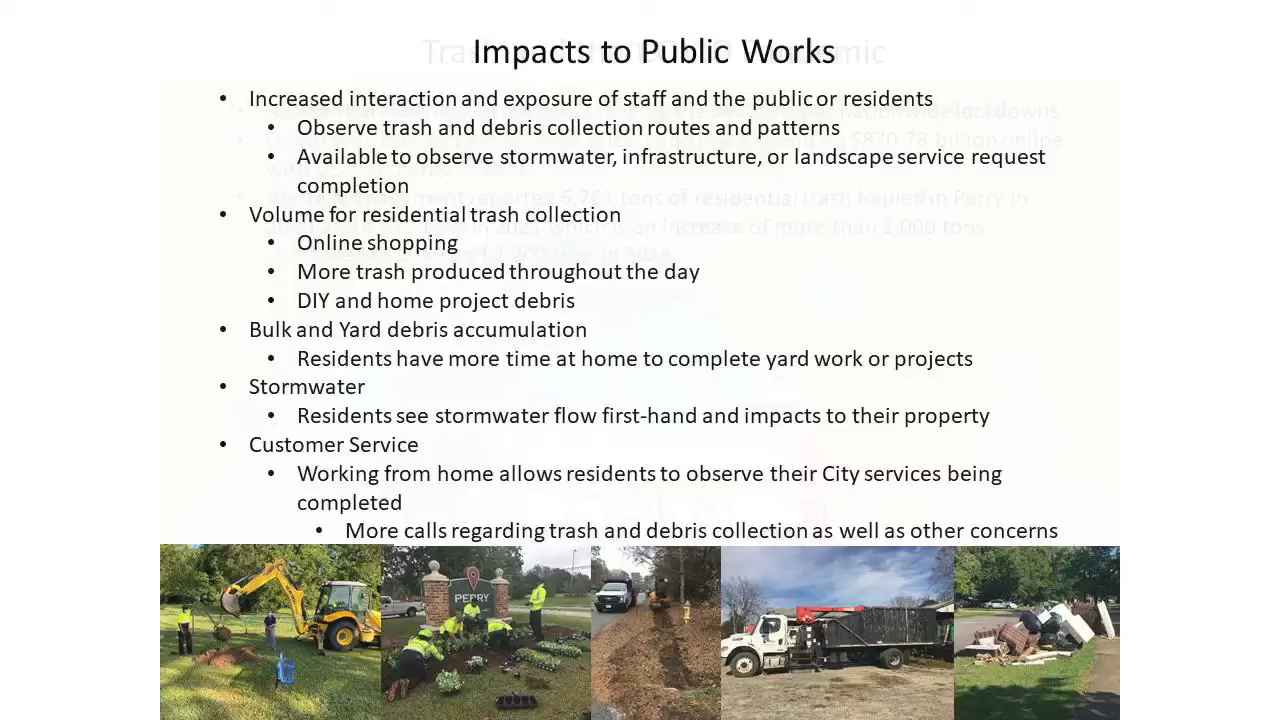 Impacts to Public Works
• Increased interaction and exposure of staff and the public or residents
• Observe trash and debris collection routes and patterns
• Available to observe stormwater, infrastructure, or landscape service request
completion
• Volume for residential trash collection
• Online shopping
• More trash produced throughout the day
• DIY and home project debris
• Bulk and Yard debris accumulation
• Residents have more time at home to complete yard work or projects
• Stormwater
• Residents see stormwater flow first-hand and impacts to their property
• Customer Service
• Working from home allows residents to observe their City services being
completed
• More calls regarding trash and debris collection as well as other concerns
PERRY